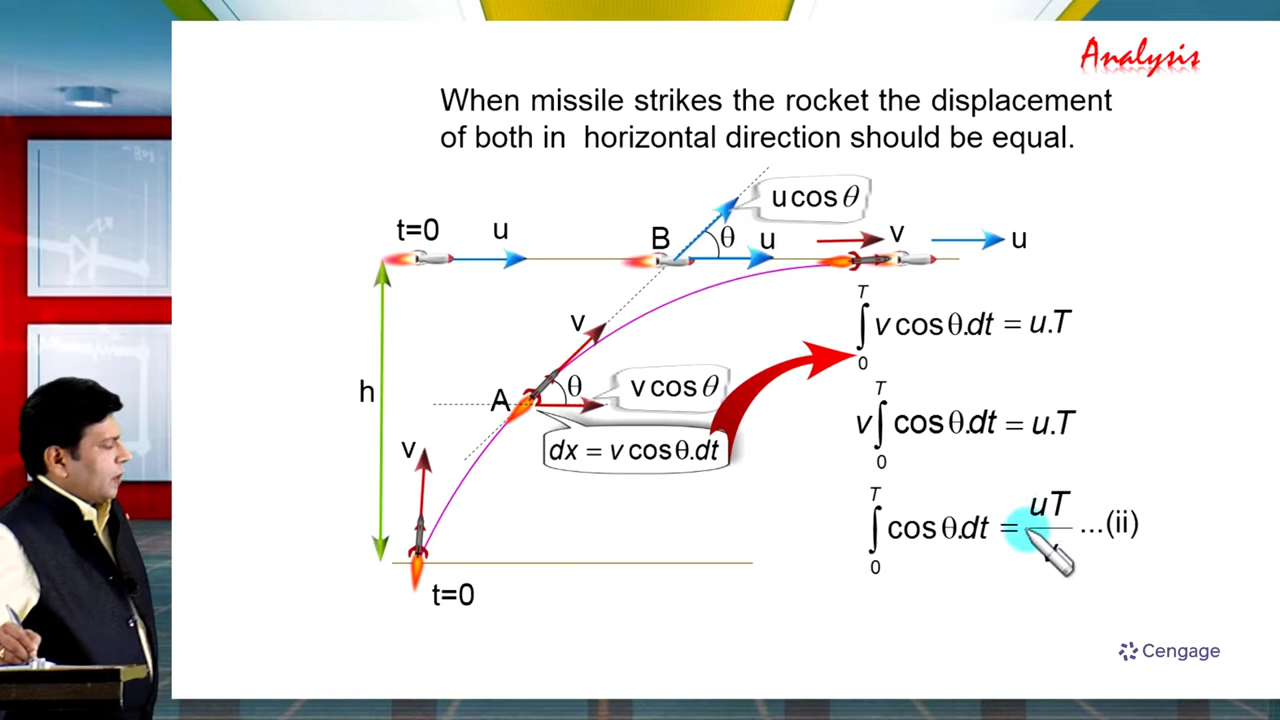 Analysis
When missile strikes the rocket the displacement
of both in horizontal direction should be equal.
u cos θ
t=0
u
B
θ
u
v
u
T
∫ v cos θ.dt = u.T
0
v
θ
A
v cos θ
h
dx = v cos θ.dt
T
v∫ cos θ.dt = u.T
0
v
T
∫ cos θ.dt = uT/ ...(ii)
0
t=0
Cengage